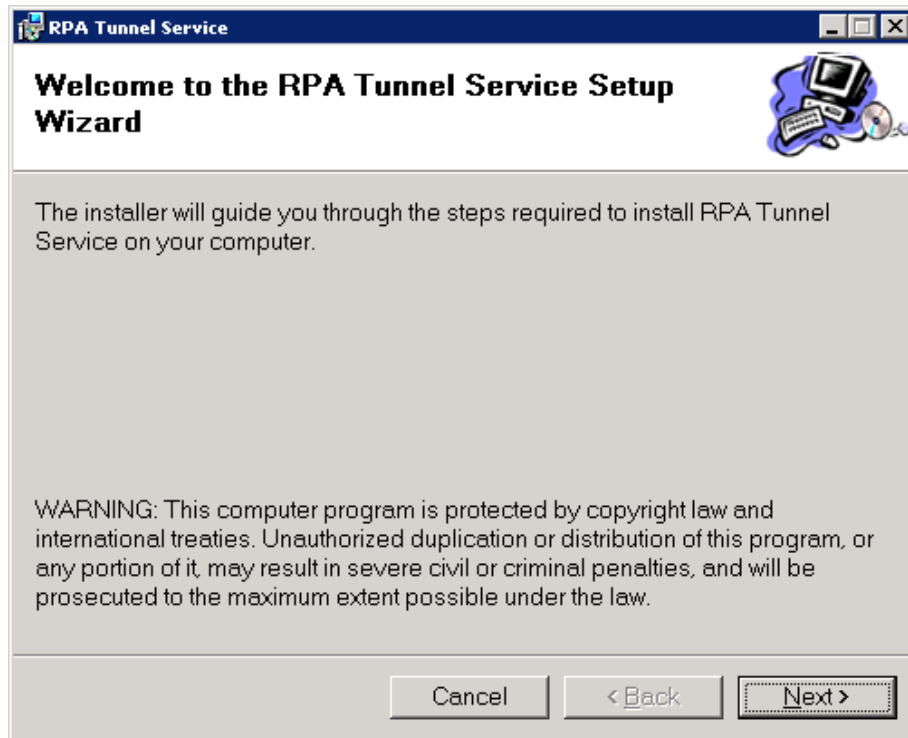 RPA Tunnel Service
Welcome to the RPA Tunnel Service Setup
Wizard
The installer will guide you through the steps required to install RPA Tunnel
Service on your computer.
WARNING: This computer program is protected by copyright law and
international treaties. Unauthorized duplication or distribution of this program, or
any portion of it, may result in severe civil or criminal penalties, and will be
prosecuted to the maximum extent possible under the law.
Cancel
< Back
Next >